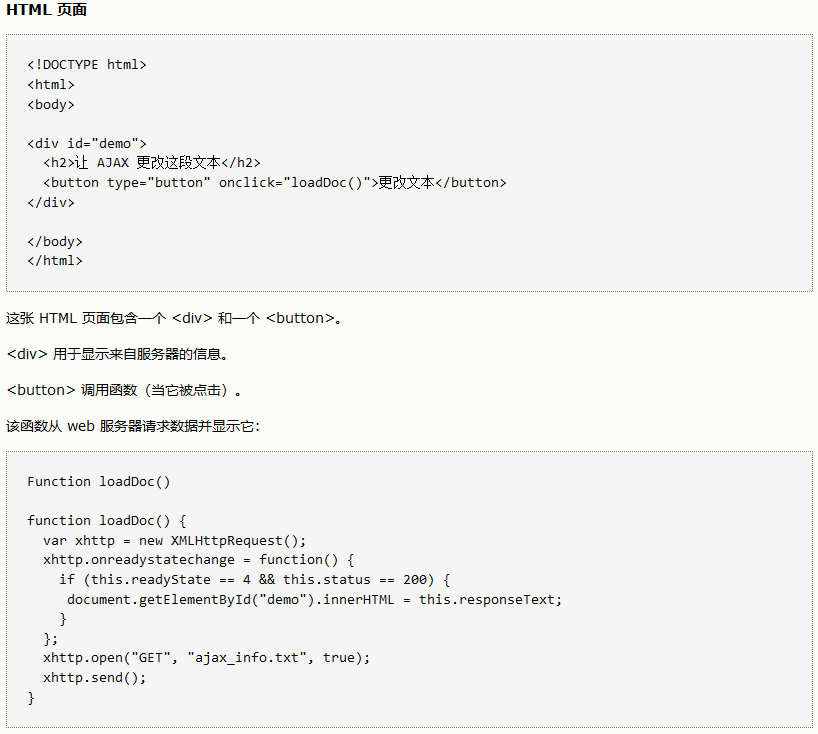 HTML 页面
<!DOCTYPE html>
<html>
<body>
<div id="demo">
  <h2>让 AJAX 更改这段文本</h2>
  <button type="button" onclick="loadDoc()">更改文本</button>
</div>
</body>
</html>
这张 HTML 页面包含一个 <div> 和一个 <button>。
<div> 用于显示来自服务器的信息。
<button> 调用函数（当它被点击）。
该函数从 web 服务器请求数据并显示它：
Function loadDoc()
function loadDoc() {
  var xhttp = new XMLHttpRequest();
  xhttp.onreadystatechange = function() {
    if (this.readyState == 4 && this.status == 200) {
     document.getElementById("demo").innerHTML = this.responseText;
    }
  };
  xhttp.open("GET", "ajax_info.txt", true);
  xhttp.send();
}